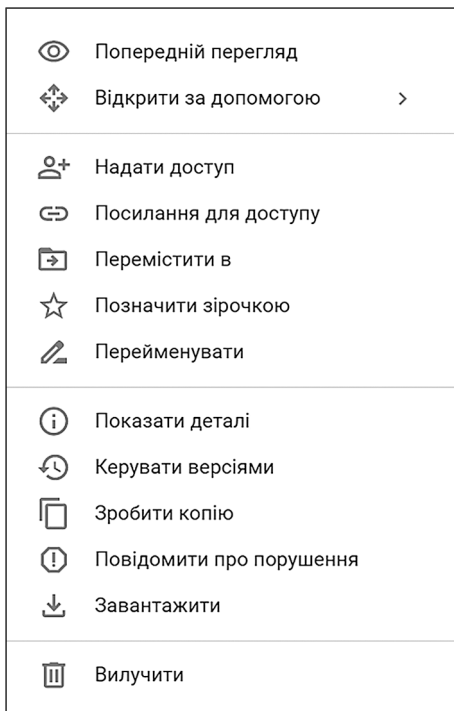 Попередній перегляд
Відкрити за допомогою
Надати доступ
Посилання для доступу
Перемістити в
Позначити зірочкою
Перейменувати
Показати деталі
Керувати версіями
Зробити копію
Повідомити про порушення
Завантажити
Вилучити